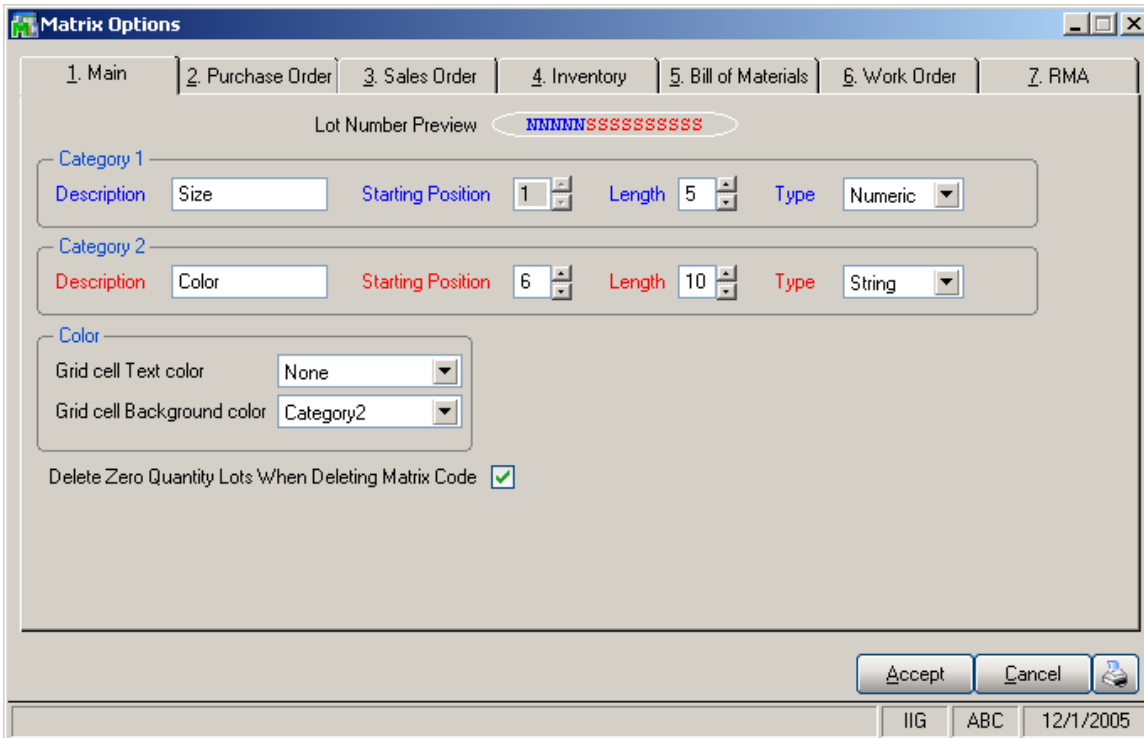 Matrix Options
1. Main 2. Purchase Order 3. Sales Order 4. Inventory 5. Bill of Materials 6. Work Order 7. RMA
Lot Number Preview NNNNNSSSSSSSSSS
Category 1
Description Size Starting Position 1 Length 5 Type Numeric
Category 2
Description Color Starting Position 6 Length 10 Type String
Color
Grid cell Text color None
Grid cell Background color Category2
Delete Zero Quantity Lots When Deleting Matrix Code
Accept Cancel
IIG ABC 12/1/2005